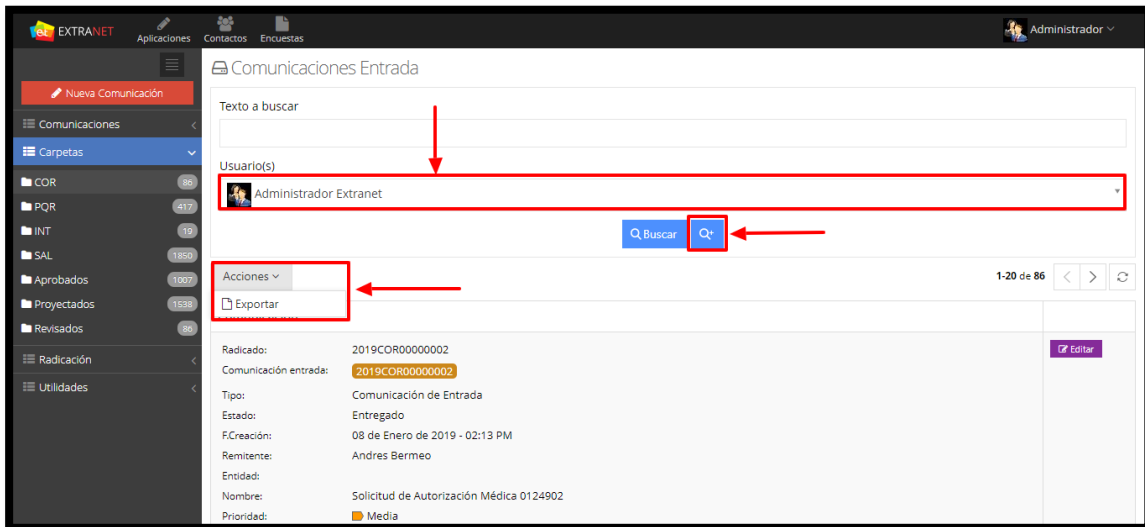 EXTRANET
Aplicaciones Contactos Encuestas
Administrador
Nueva Comunicación
Comunicaciones
Carpetas
COR 86
PQR 417
INT 19
SAL 1850
Aprobados 1007
Proyectados 1538
Revisados 86
Radicación
Utilidades
Comunicaciones Entrada
Texto a buscar
Usuario(s)
Administrador Extranet
Buscar
Acciones
Exportar
1-20 de 86
Radicado: 2019COR00000002
Editar
Comunicación entrada: 2019COR00000002
Tipo: Comunicación de Entrada
Estado: Entregado
F.Creación: 08 de Enero de 2019 - 02:13 PM
Remitente: Andres Bermeo
Entidad:
Nombre: Solicitud de Autorización Médica 0124902
Prioridad: Media